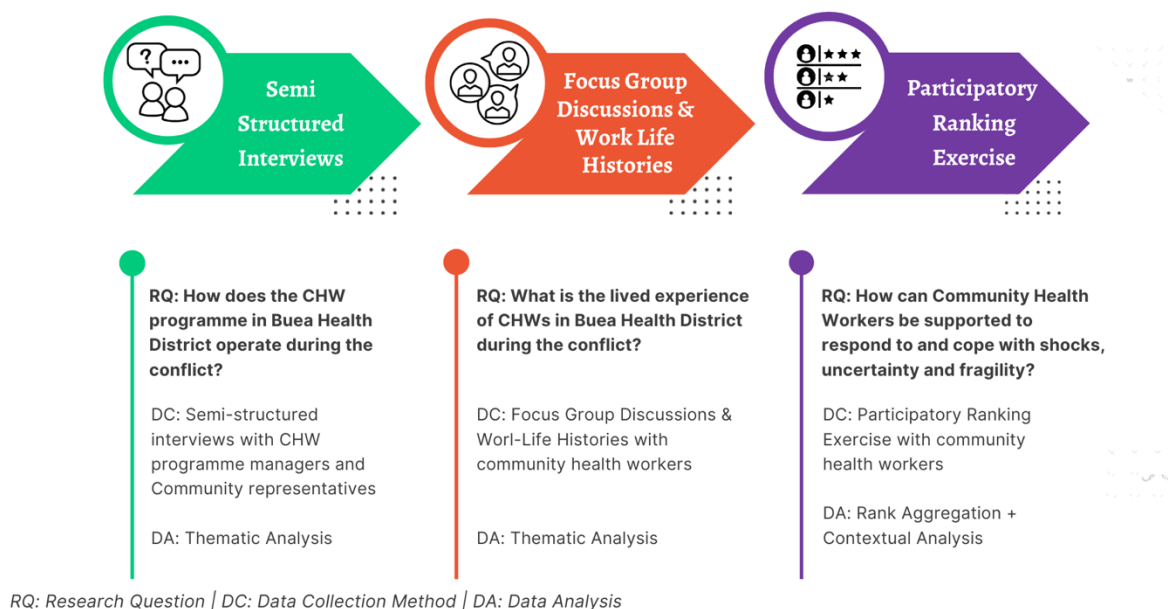 Semi
Structured
Interviews
Focus Group
Discussions &
Work Life
Histories
Participatory
Ranking
Exercise
RQ: How does the CHW
programme in Buea Health
District operate during the
conflict?
DC: Semi-structured
interviews with CHW
programme managers and
Community representatives
DA: Thematic Analysis
RQ: What is the lived experience
of CHWs in Buea Health District
during the conflict?
DC: Focus Group Discussions &
Worl-Life Histories with
community health workers
DA: Thematic Analysis
RQ: How can Community Health
Workers be supported to
respond to and cope with shocks,
uncertainty and fragility?
DC: Participatory Ranking
Exercise with community
health workers
DA: Rank Aggregation +
Contextual Analysis
RQ: Research Question | DC: Data Collection Method | DA: Data Analysis